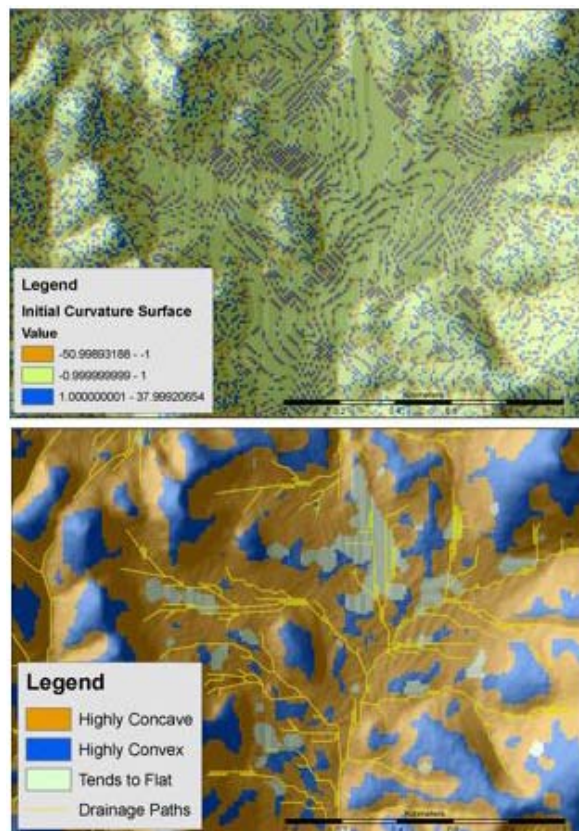 Legend
Initial Curvature Surface
Value
-50.99893188 - -1
-0.999999999 - 1
1.000000001 - 37.99920654
Legend
Highly Concave
Highly Convex
Tends to Flat
Drainage Paths
Kilometers